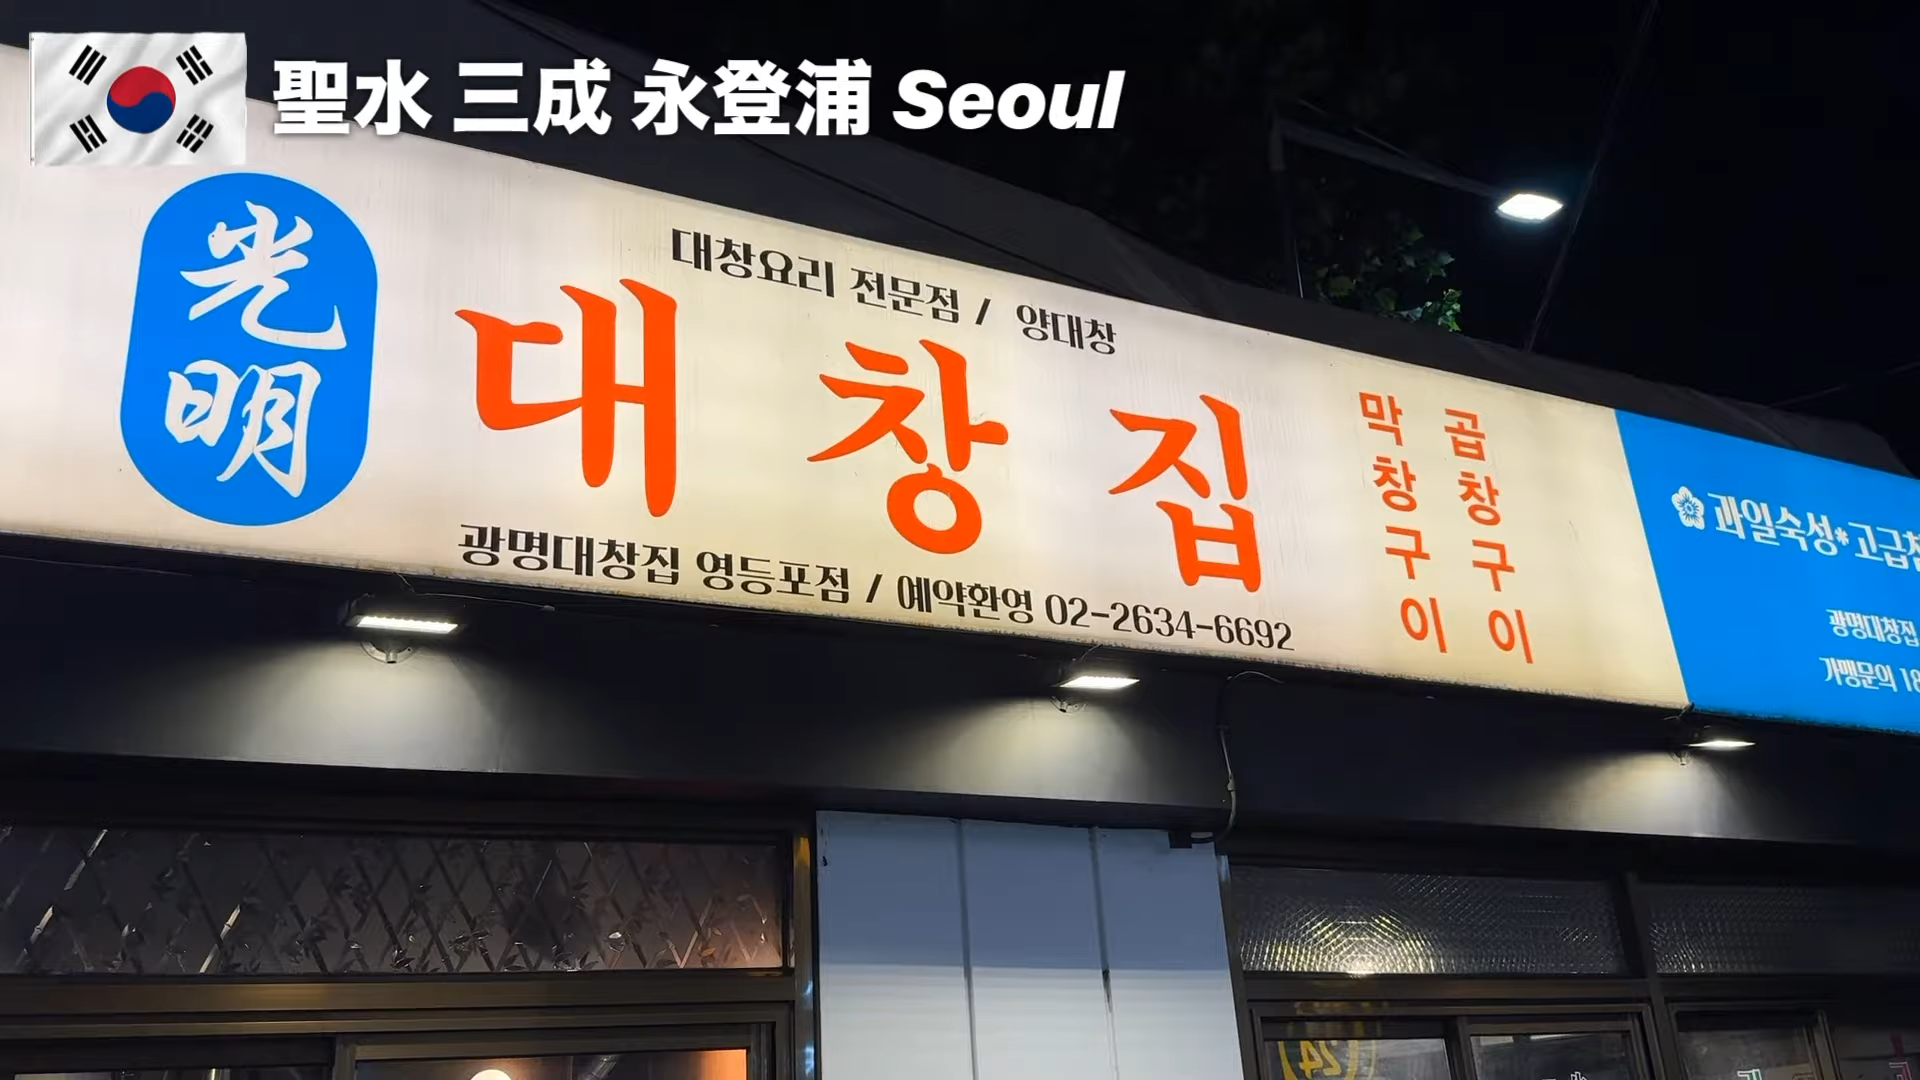 聖水 三成 永登浦 Seoul
光明
대창요리 전문점 / 양대창
대창집
광명대창집 영등포점 / 예약환영 02-2634-6692
막창구이
곱창구이
과일숙성*고급
광명대창집
가맹문의 18